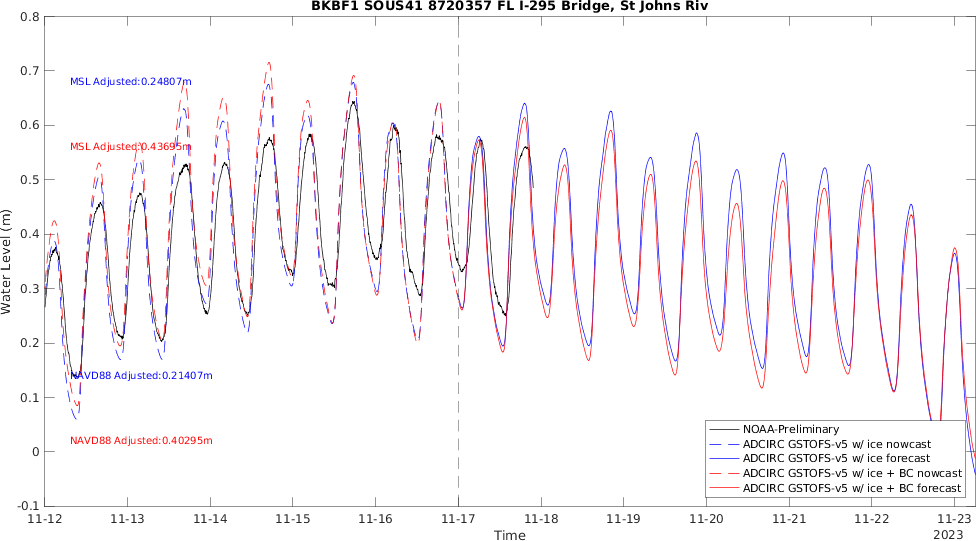 BKBF1 SOUS41 8720357 FL I-295 Bridge, St Johns Riv
0.8
0.7
0.6
0.5
0.4
0.3
0.2
0.1
0
-0.1
Water Level (m)
MSL Adjusted:0.24807m
MSL Adjusted:0.43695m
NAVD88 Adjusted:0.21407m
NAVD88 Adjusted:0.40295m
NOAA-Preliminary
ADCIRC GSTOFS-v5 w/ ice nowcast
ADCIRC GSTOFS-v5 w/ ice forecast
ADCIRC GSTOFS-v5 w/ ice + BC nowcast
ADCIRC GSTOFS-v5 w/ ice + BC forecast
11-12 11-13 11-14 11-15 11-16 11-17 11-18 11-19 11-20 11-21 11-22 11-23
Time
2023